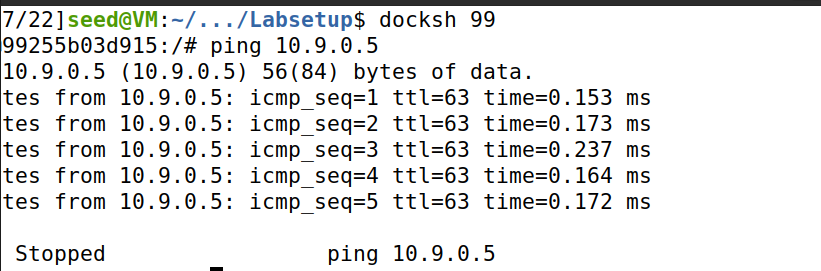 7/22]seed@VM:~/.../Labsetup$ docksh 99
99255b03d915:/# ping 10.9.0.5
10.9.0.5 (10.9.0.5) 56(84) bytes of data.
tes from 10.9.0.5: icmp_seq=1 ttl=63 time=0.153 ms
tes from 10.9.0.5: icmp_seq=2 ttl=63 time=0.173 ms
tes from 10.9.0.5: icmp_seq=3 ttl=63 time=0.237 ms
tes from 10.9.0.5: icmp_seq=4 ttl=63 time=0.164 ms
tes from 10.9.0.5: icmp_seq=5 ttl=63 time=0.172 ms
Stopped                 ping 10.9.0.5